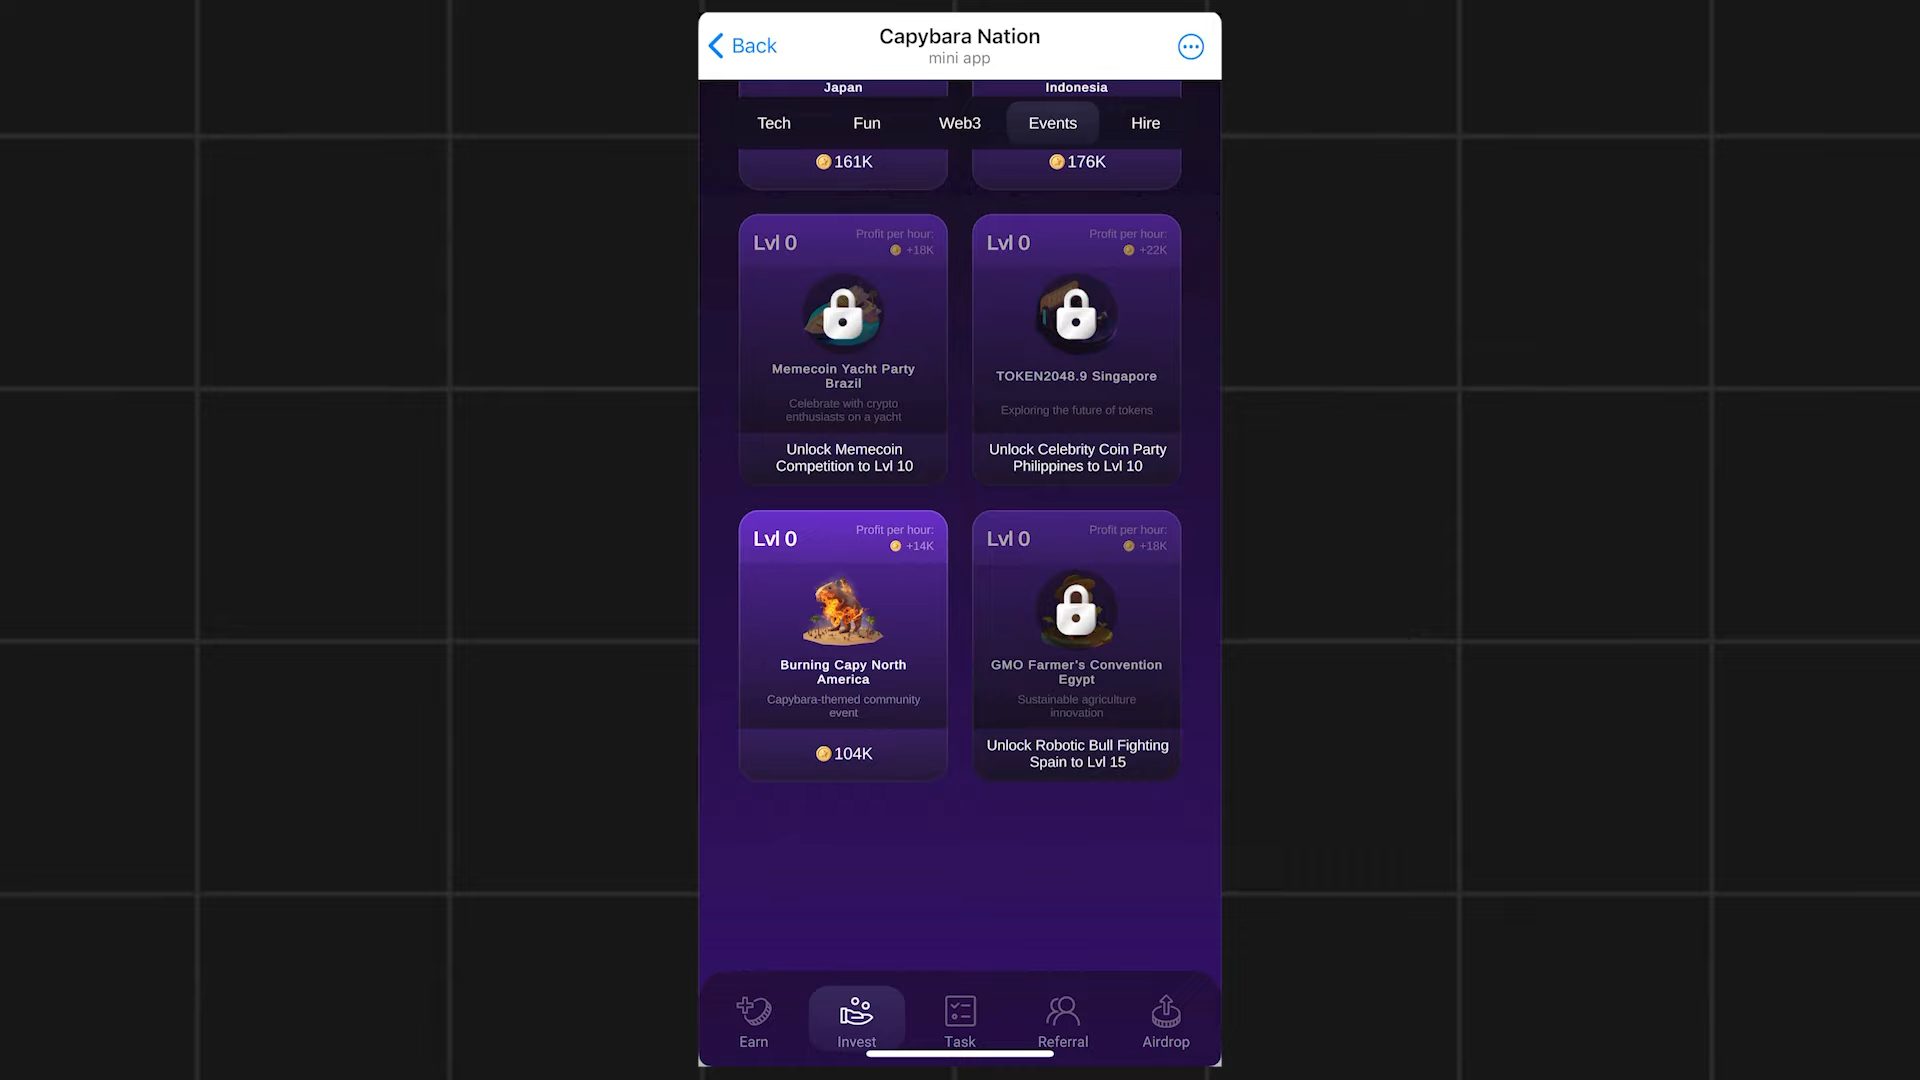 Back
Capybara Nation
mini app
Japan
Indonesia
Tech
Fun
Web3
Events
Hire
161K
176K
Lvl 0
Profit per hour:
+18K
Memecoin Yacht Party
Brazil
Celebrate with crypto
enthusiasts on a yacht
Unlock Memecoin
Competition to Lvl 10
Lvl 0
Profit per hour:
+22K
TOKEN2048.9 Singapore
Exploring the future of tokens
Unlock Celebrity Coin Party
Philippines to Lvl 10
Lvl 0
Profit per hour:
+14K
Burning Capy North
America
Capybara-themed community
event
104K
Lvl 0
Profit per hour:
+18K
GMO Farmer's Convention
Egypt
Sustainable agriculture
innovation
Unlock Robotic Bull Fighting
Spain to Lvl 15
Earn
Invest
Task
Referral
Airdrop